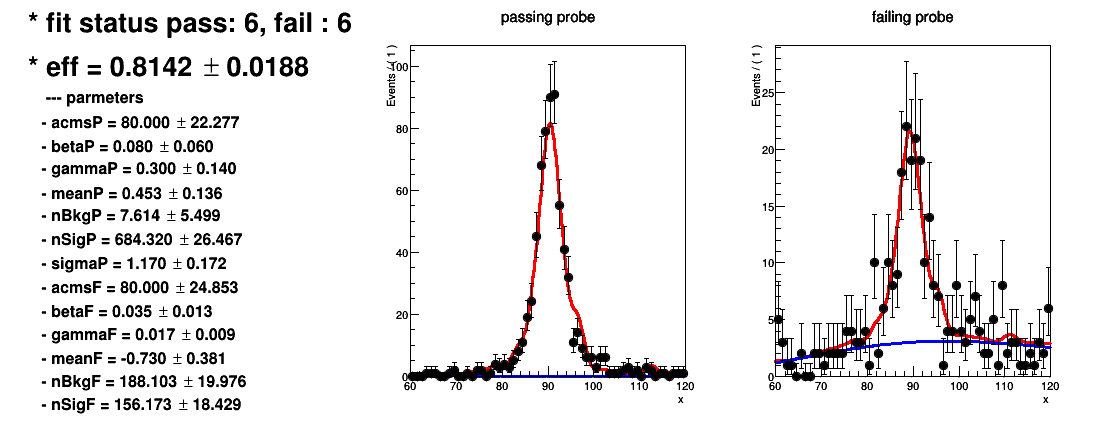 * fit status pass: 6, fail : 6
* eff = 0.8142 ± 0.0188
--- parmeters
- acmsP = 80.000 ± 22.277
- betaP = 0.080 ± 0.060
- gammaP = 0.300 ± 0.140
- meanP = 0.453 ± 0.136
- nBkgP = 7.614 ± 5.499
- nSigP = 684.320 ± 26.467
- sigmaP = 1.170 ± 0.172
- acmsF = 80.000 ± 24.853
- betaF = 0.035 ± 0.013
- gammaF = 0.017 ± 0.009
- meanF = -0.730 ± 0.381
- nBkgF = 188.103 ± 19.976
- nSigF = 156.173 ± 18.429
passing probe
Events / ( 1 )
100
80
60
40
20
0
60 70 80 90 100 110 120
x
failing probe
Events / ( 1 )
25
20
15
10
5
0
60 70 80 90 100 110 120
x